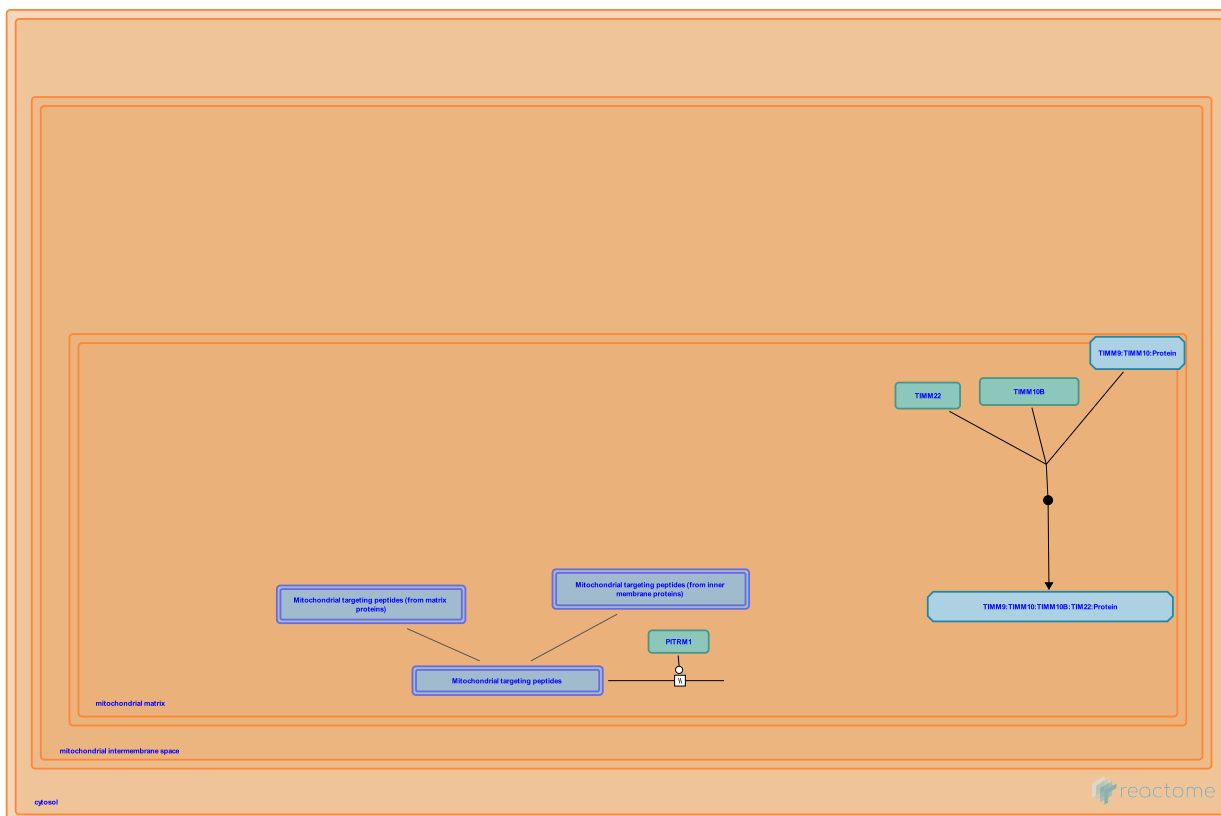 TIMM9:TIMM10:Protein
TIMM22
TIMM10B
Mitochondrial targeting peptides (from inner
membrane proteins)
Mitochondrial targeting peptides (from matrix
proteins)
TIMM9:TIMM10:TIMM10B:TIM22:Protein
PITRM1
Mitochondrial targeting peptides
\\
mitochondrial matrix
mitochondrial intermembrane space
reactome
cytosol